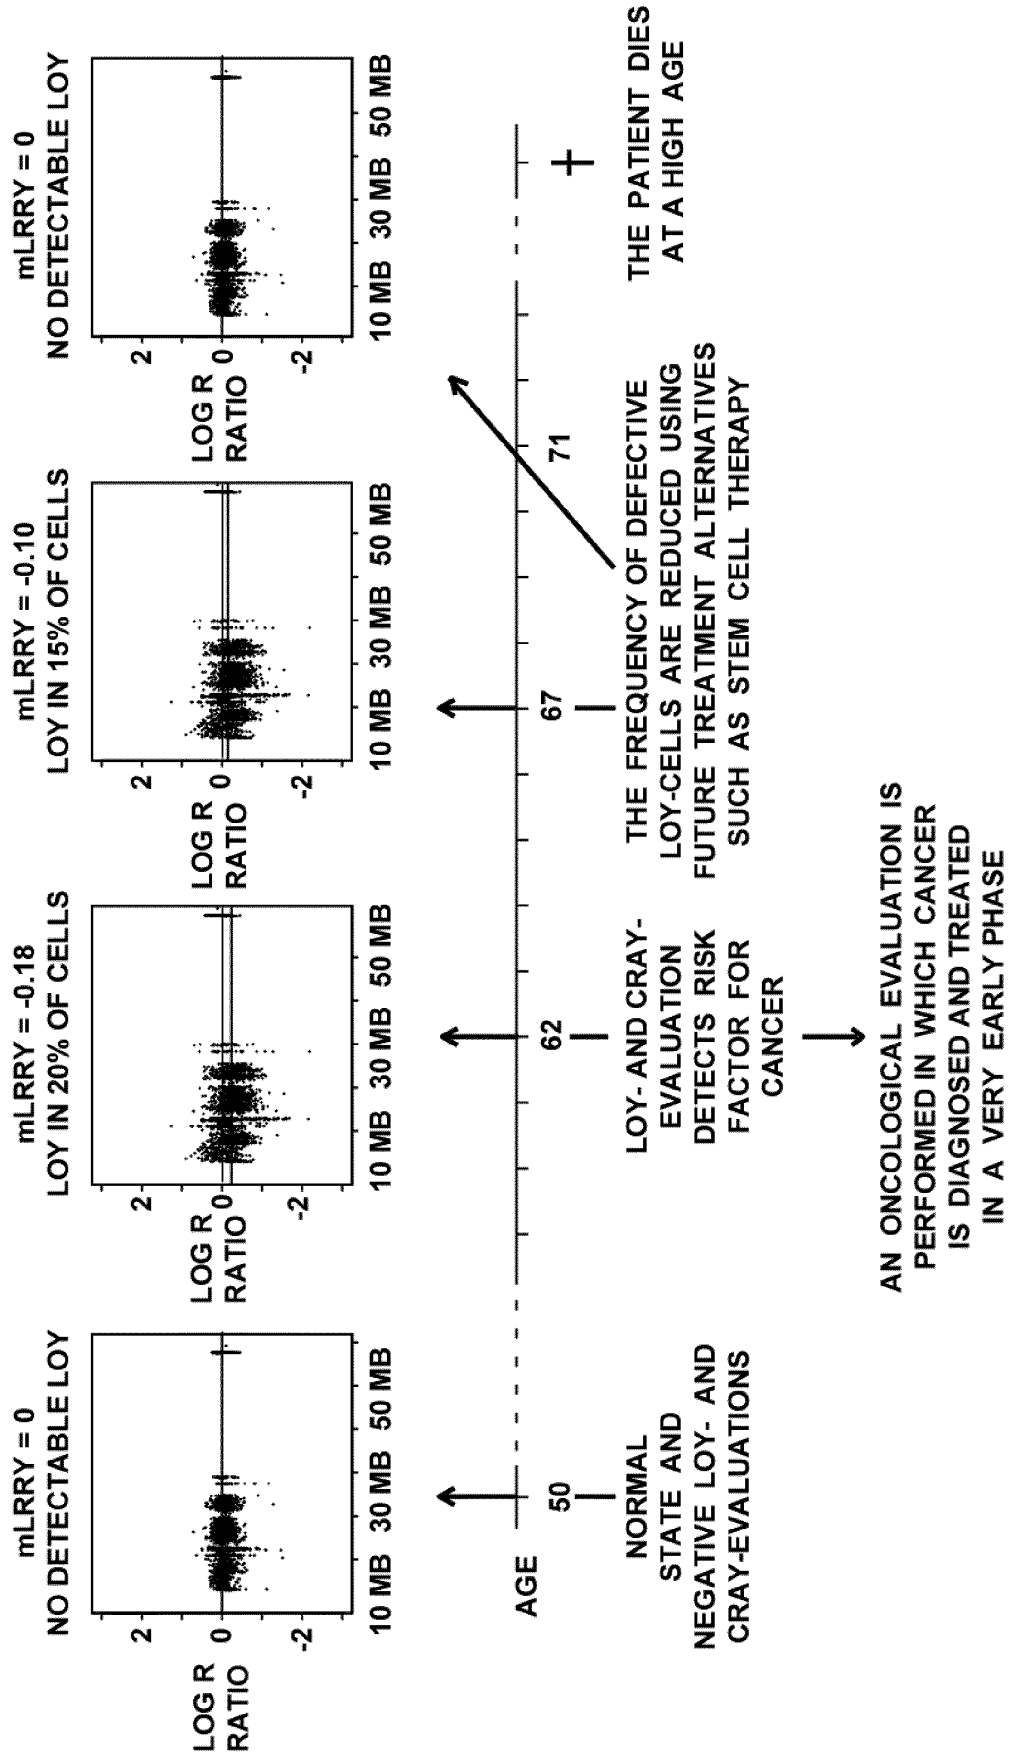 mLRRY = 0
NO DETECTABLE LOY
2
0
-2
LOG R
RATIO
10 MB
30 MB
50 MB
mLRRY = -0.18
LOY IN 20% OF CELLS
2
0
-2
LOG R
RATIO
10 MB
30 MB
50 MB
mLRRY = -0.10
LOY IN 15% OF CELLS
2
0
-2
LOG R
RATIO
10 MB
30 MB
50 MB
mLRRY = 0
NO DETECTABLE LOY
2
0
-2
LOG R
RATIO
10 MB
30 MB
50 MB
AGE
50
62
67
71
NORMAL
STATE AND
NEGATIVE LOY- AND
CRAY-EVALUATIONS
LOY- AND CRAY-
EVALUATION
DETECTS RISK
FACTOR FOR
CANCER
THE FREQUENCY OF DEFECTIVE
LOY-CELLS ARE REDUCED USING
FUTURE TREATMENT ALTERNATIVES
SUCH AS STEM CELL THERAPY
THE PATIENT DIES
AT A HIGH AGE
AN ONCOLOGICAL EVALUATION IS
PERFORMED IN WHICH CANCER
IS DIAGNOSED AND TREATED
IN A VERY EARLY PHASE